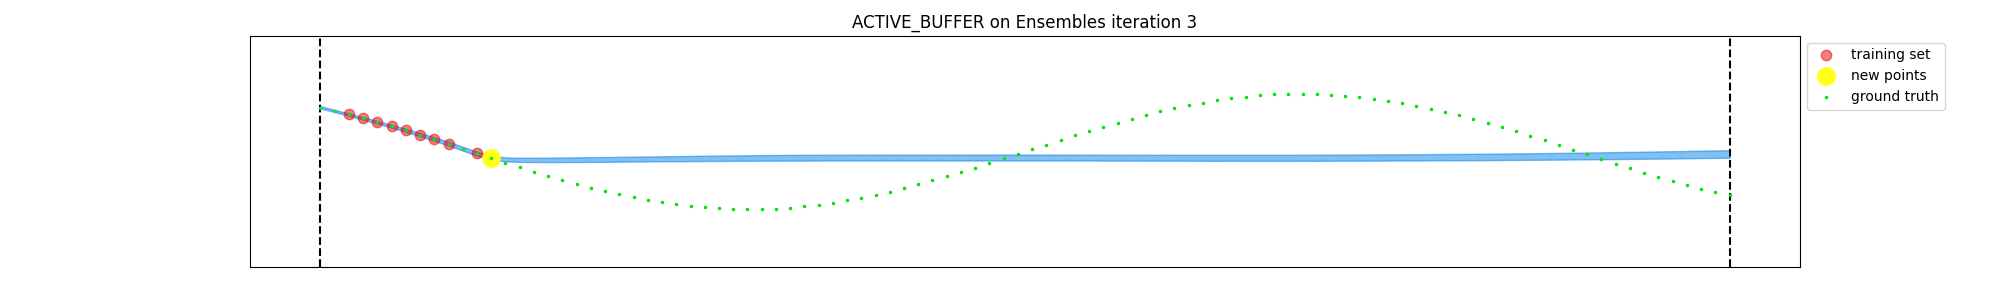 ACTIVE_BUFFER on Ensembles iteration 3
training set
new points
ground truth